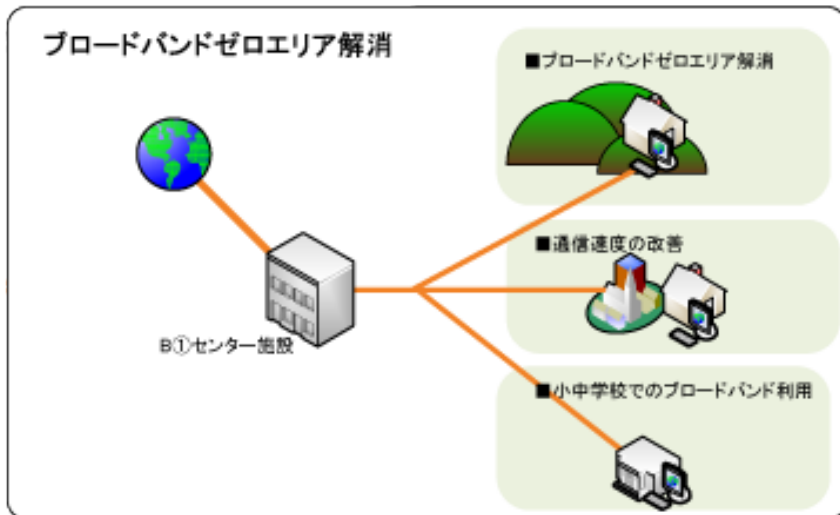 ブロードバンドゼロエリア解消
■ブロードバンドゼロエリア解消
■通信速度の改善
B①センター施設
■小中学校でのブロードバンド利用